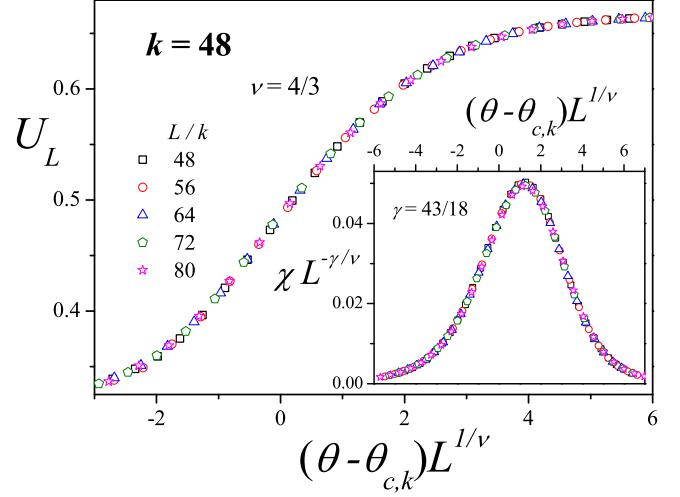 k = 48
ν = 4/3
U_L
L / k
48
56
64
72
80
0.6
0.5
0.4
-2 0 2 4 6
(θ - θ_{c,k})L^{1/ν}
(θ - θ_{c,k})L^{1/ν}
-6 -4 -2 0 2 4 6
γ = 43/18
χ L^{-γ/ν}
0.04
0.02
0.00